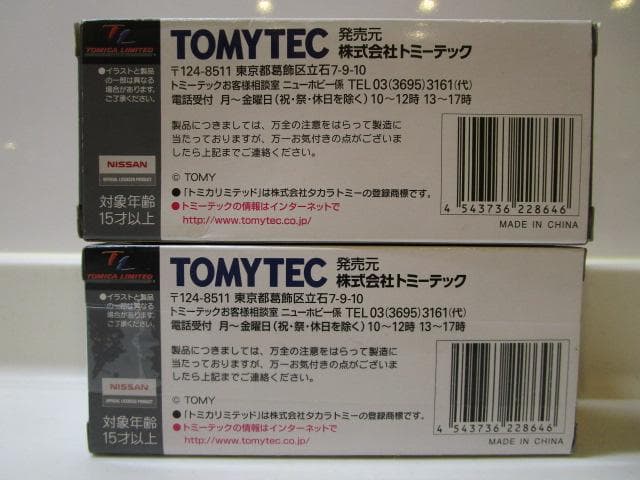 TL
TOMICA LIMITED
●イラストと製品
の一部は異なる
場合があります。
ご了承ください。
NISSAN
OFFICIAL LICENSED PRODUCT
対象年齢
15才以上
TOMYTEC 発売元 株式会社トミーテック
〒124-8511 東京都葛飾区立石7-9-10
トミーテックお客様相談室 ニューホビー係 TEL 03(3695)3161(代)
電話受付 月~金曜日(祝・祭・休日を除く)10~12時 13~17時
製品につきましては、万全の注意をはらって製造に
当たっておりますが、万一お気付きの点がございま
したら上記までご連絡ください。
© TOMY
●「トミカリミテッド」は株式会社タカラトミーの登録商標です。
●トミーテックの情報はインターネットで
http://www.tomytec.co.jp/
4 543736 228646
MADE IN CHINA
TL
TOMICA LIMITED
●イラストと製品
の一部は異なる
場合があります。
ご了承ください。
NISSAN
OFFICIAL LICENSED PRODUCT
対象年齢
15才以上
TOMYTEC 発売元 株式会社トミーテック
〒124-8511 東京都葛飾区立石7-9-10
トミーテックお客様相談室 ニューホビー係 TEL 03(3695)3161(代)
電話受付 月~金曜日(祝・祭・休日を除く)10~12時 13~17時
製品につきましては、万全の注意をはらって製造に
当たっておりますが、万一お気付きの点がございま
したら上記までご連絡ください。
© TOMY
●「トミカリミテッド」は株式会社タカラトミーの登録商標です。
●トミーテックの情報はインターネットで
http://www.tomytec.co.jp/
4 543736 228646
MADE IN CHINA